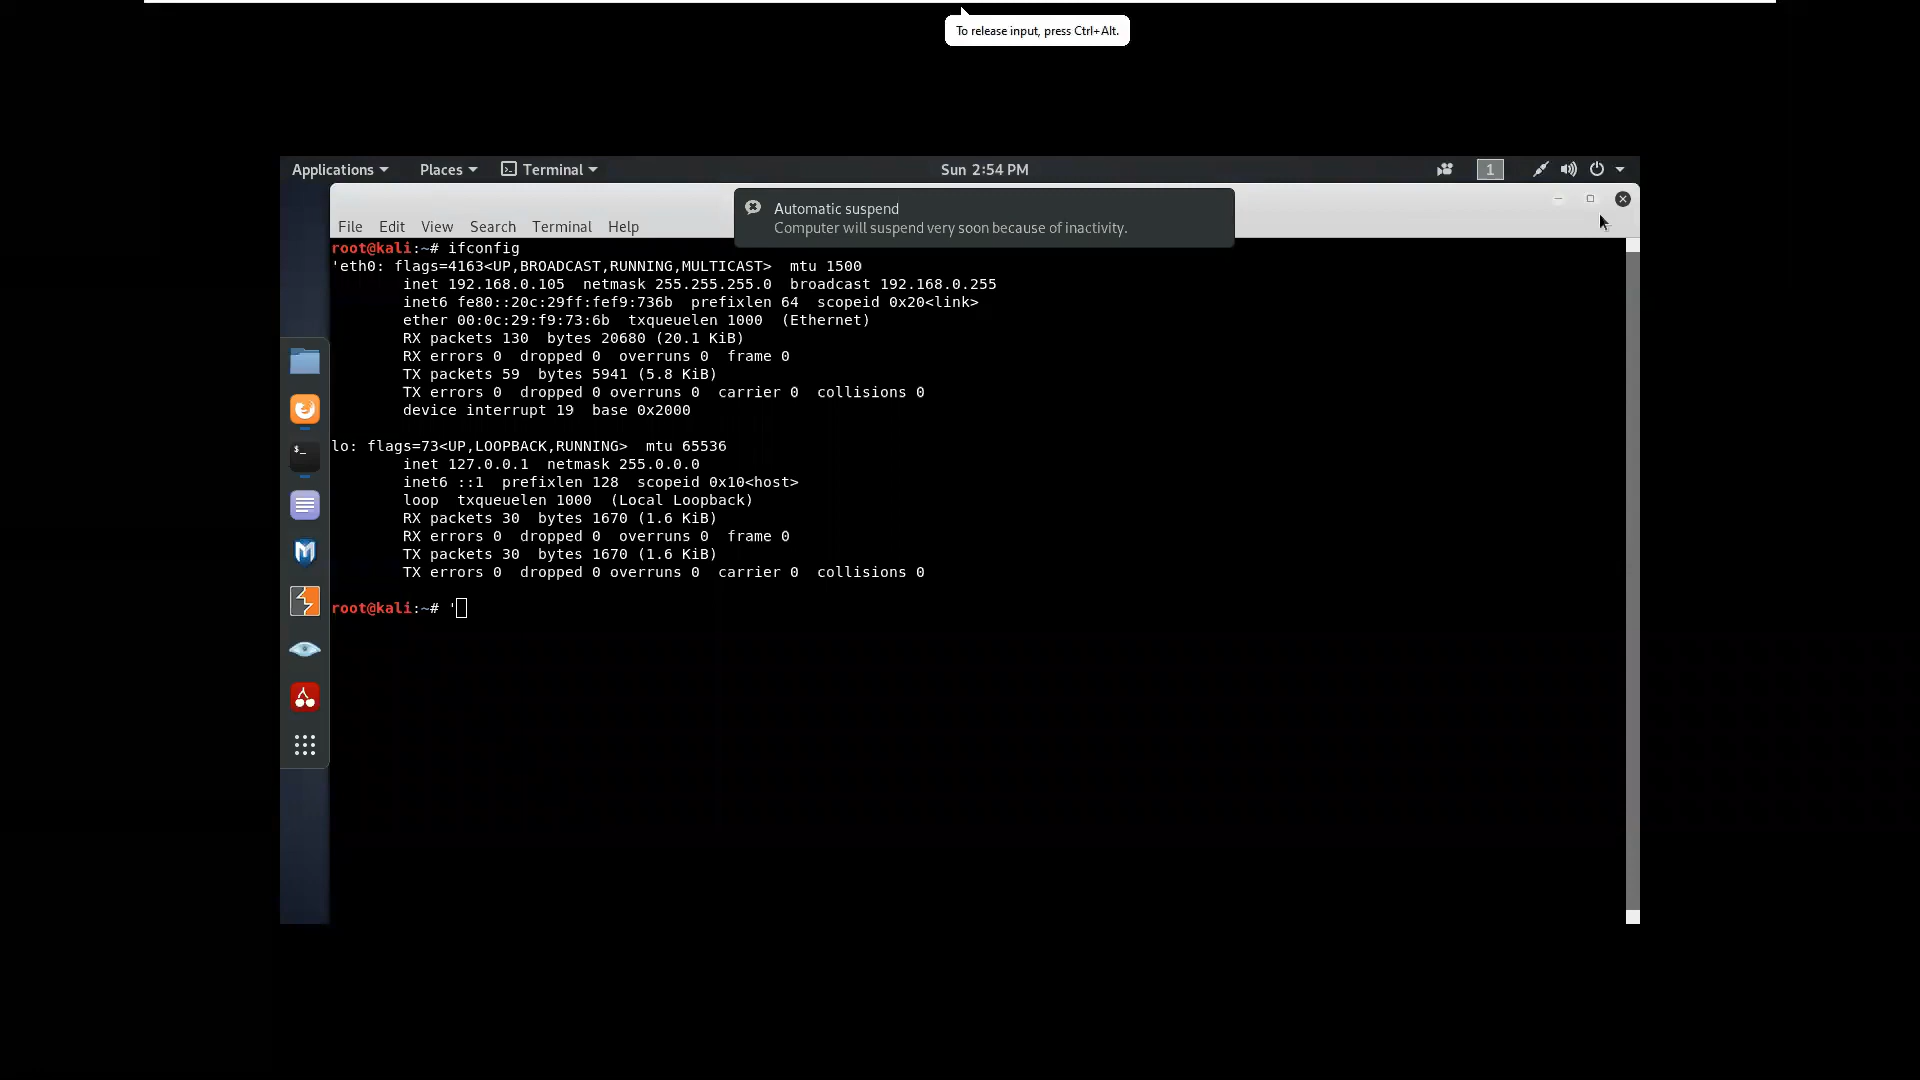 To release input, press Ctrl+Alt.
Applications Places Terminal Sun 2:54 PM 1
Automatic suspend
Computer will suspend very soon because of inactivity.
File Edit View Search Terminal Help
root@kali:~# ifconfig
'eth0: flags=4163<UP,BROADCAST,RUNNING,MULTICAST>  mtu 1500
        inet 192.168.0.105  netmask 255.255.255.0  broadcast 192.168.0.255
        inet6 fe80::20c:29ff:fef9:736b  prefixlen 64  scopeid 0x20<link>
        ether 00:0c:29:f9:73:6b  txqueuelen 1000  (Ethernet)
        RX packets 130  bytes 20680 (20.1 KiB)
        RX errors 0  dropped 0  overruns 0  frame 0
        TX packets 59  bytes 5941 (5.8 KiB)
        TX errors 0  dropped 0 overruns 0  carrier 0  collisions 0
        device interrupt 19  base 0x2000
lo: flags=73<UP,LOOPBACK,RUNNING>  mtu 65536
        inet 127.0.0.1  netmask 255.0.0.0
        inet6 ::1  prefixlen 128  scopeid 0x10<host>
        loop  txqueuelen 1000  (Local Loopback)
        RX packets 30  bytes 1670 (1.6 KiB)
        RX errors 0  dropped 0  overruns 0  frame 0
        TX packets 30  bytes 1670 (1.6 KiB)
        TX errors 0  dropped 0 overruns 0  carrier 0  collisions 0
root@kali:~# '